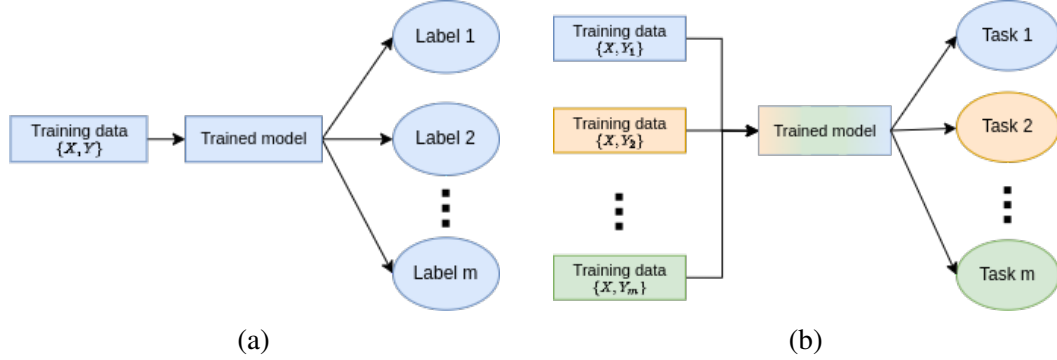 Training data
{X, Y}
Trained model
Label 1
Label 2
Label m
(a)
Training data
{X, Y₁}
Training data
{X, Y₂}
Training data
{X, Yₘ}
Trained model
Task 1
Task 2
Task m
(b)